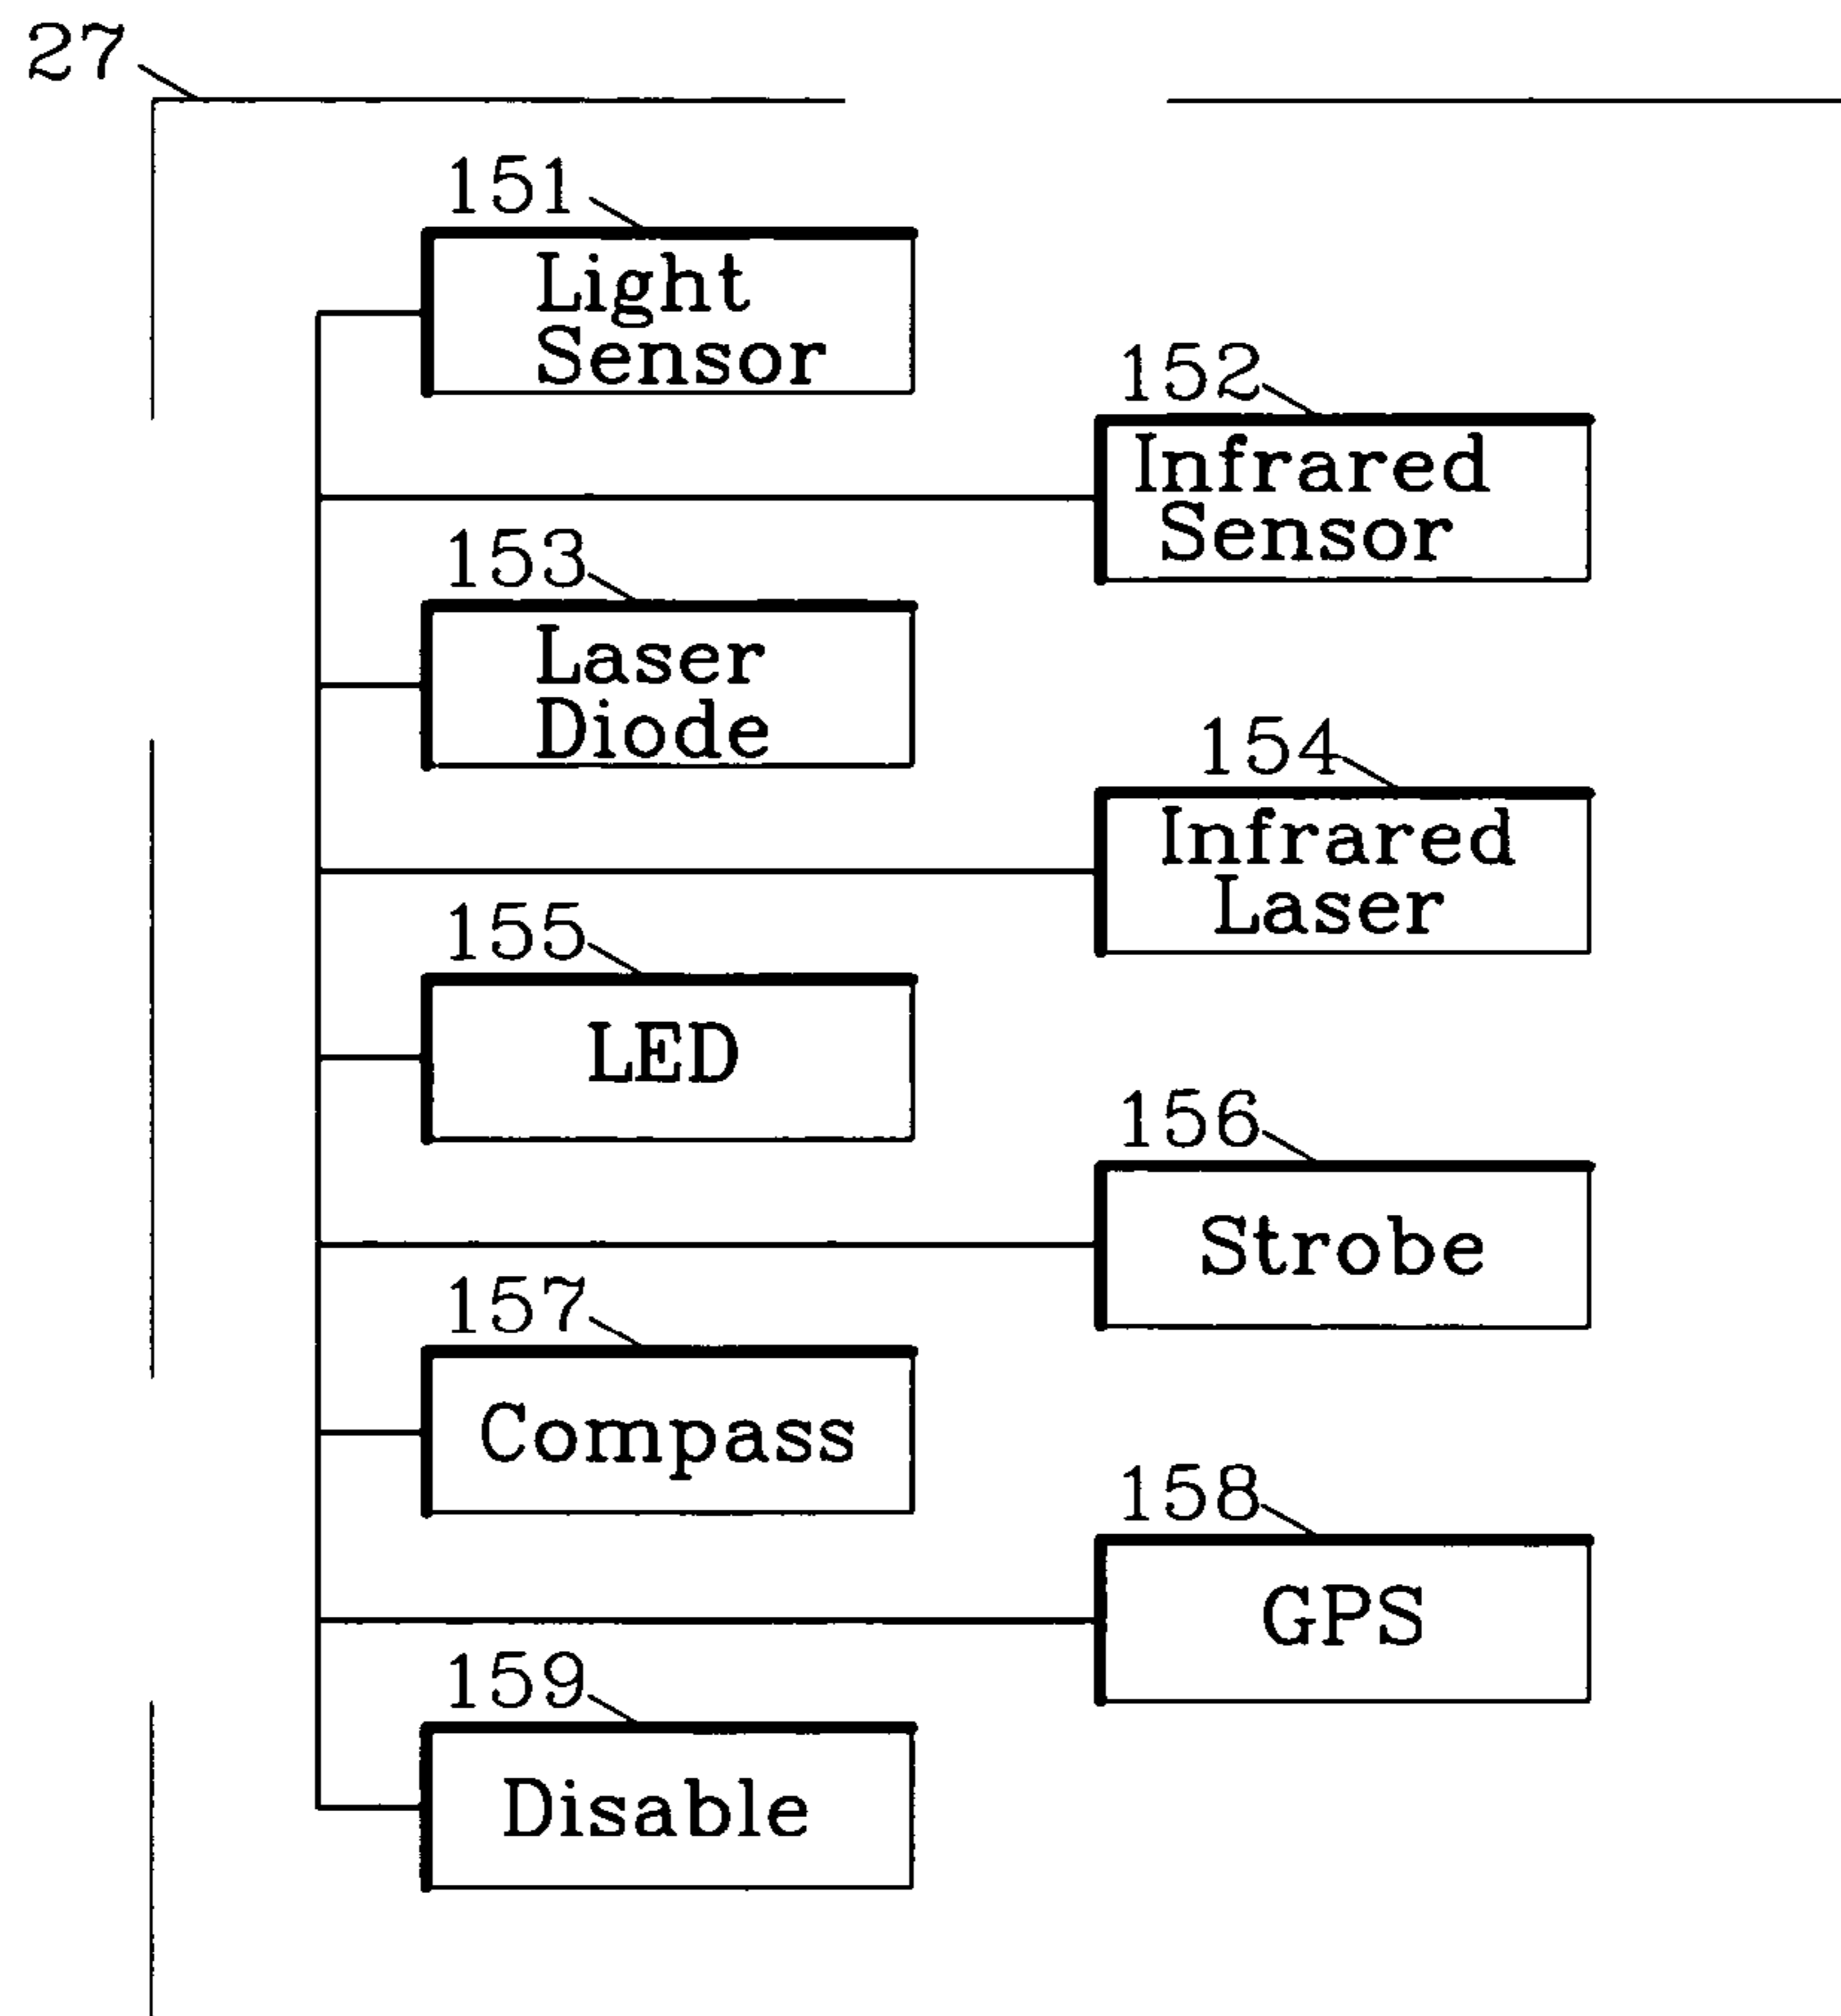 27
151
Light
Sensor
152
Infrared
Sensor
153
Laser
Diode
154
Infrared
Laser
155
LED
156
Strobe
157
Compass
158
GPS
159
Disable